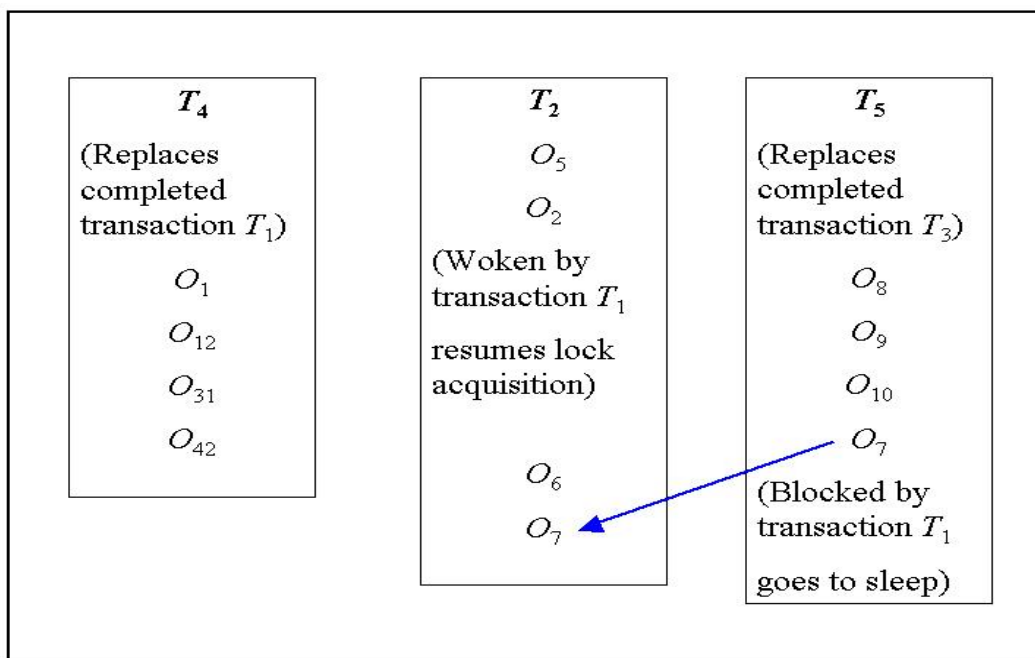 T₄
(Replaces
completed
transaction T₁)
O₁
O₁₂
O₃₁
O₄₂
T₂
O₅
O₂
(Woken by
transaction T₁
resumes lock
acquisition)
O₆
O₇
T₅
(Replaces
completed
transaction T₃)
O₈
O₉
O₁₀
O₇
(Blocked by
transaction T₁
goes to sleep)